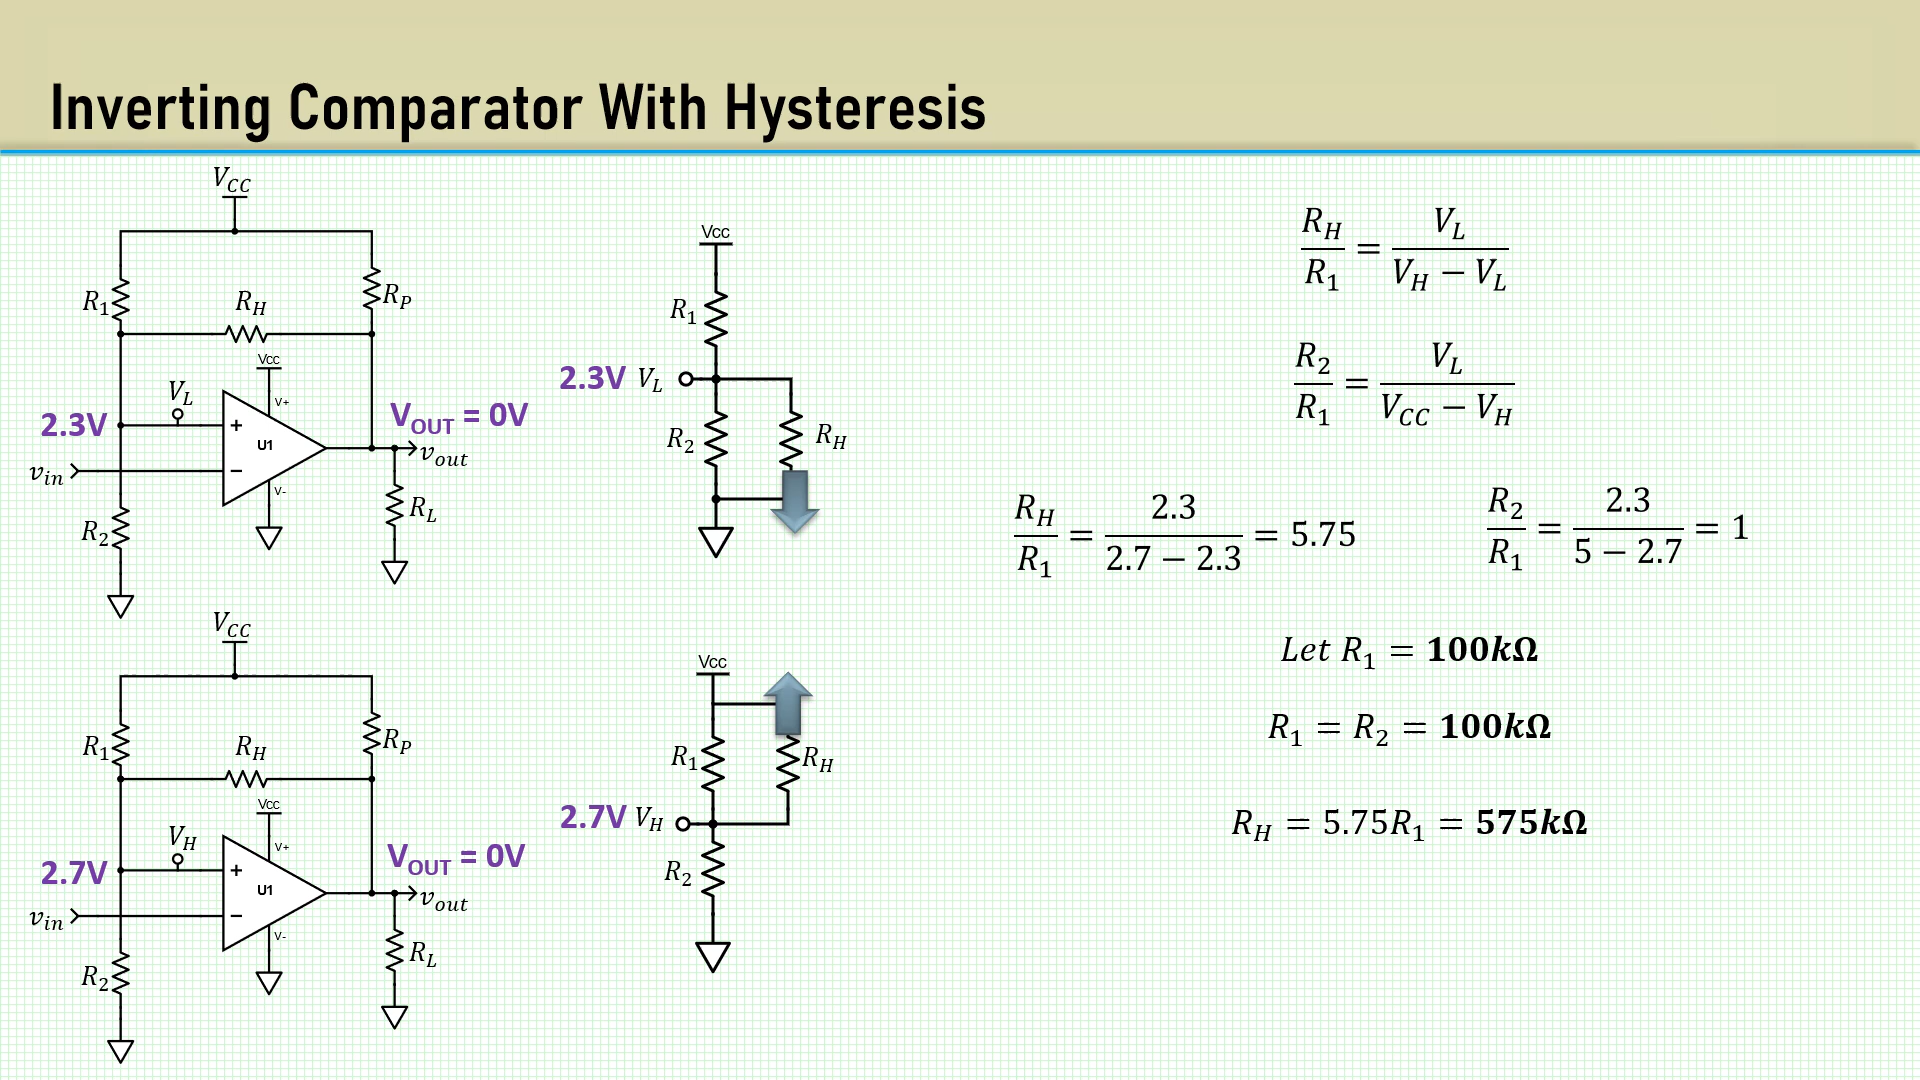 Inverting Comparator With Hysteresis
V_CC
R_1
R_H
R_P
Vcc
V_L
V+
2.3V
+
U1
V_OUT = 0V
v_out
v_in
−
V-
R_L
R_2
Vcc
R_1
2.3V V_L
R_2
R_H
V_CC
R_1
R_H
R_P
Vcc
V_H
V+
2.7V
+
U1
V_OUT = 0V
v_out
v_in
−
V-
R_L
R_2
Vcc
R_1
R_H
2.7V V_H
R_2
R_H/R_1 = V_L/(V_H − V_L)
R_2/R_1 = V_L/(V_CC − V_H)
R_H/R_1 = 2.3/(2.7 − 2.3) = 5.75
R_2/R_1 = 2.3/(5 − 2.7) = 1
Let R_1 = 100kΩ
R_1 = R_2 = 100kΩ
R_H = 5.75R_1 = 575kΩ